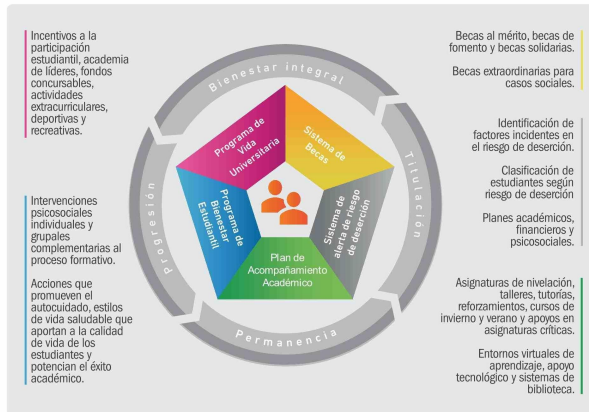 Incentivos a la
participación
estudiantil, academia
de líderes, fondos
concursables,
actividades
extracurriculares,
deportivas y
recreativas.
Intervenciones
psicosociales
individuales y
grupales
complementarias al
proceso formativo.
Acciones que
promueven el
autocuidado, estilos
de vida saludable que
aportan a la calidad
de vida de los
estudiantes y
potencian el éxito
académico.
Bienestar integral
Titulación
Permanencia
Progresión
Programa de
Vida
Universitaria
Sistema de
Becas
Programa de
Bienestar
Estudiantil
Sistema de
alerta de riesgo
de deserción
Plan de
Acompañamiento
Académico
Becas al mérito, becas de
fomento y becas solidarias.
Becas extraordinarias para
casos sociales.
Identificación de
factores incidentes en
el riesgo de deserción.
Clasificación de
estudiantes según
riesgo de deserción
Planes académicos,
financieros y
psicosociales.
Asignaturas de nivelación,
talleres, tutorías,
reforzamientos, cursos de
invierno y verano y apoyos en
asignaturas críticas.
Entornos virtuales de
aprendizaje, apoyo
tecnológico y sistemas de
biblioteca.